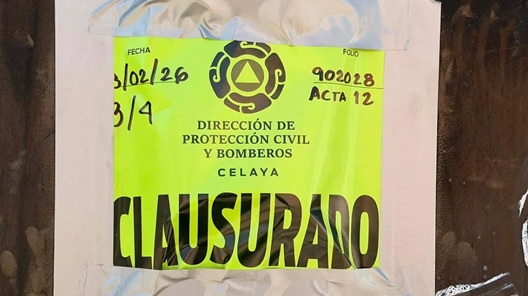 FECHA
FOLIO
3/02/26
902028
3/4
ACTA 12
DIRECCIÓN DE
PROTECCIÓN CIVIL
Y BOMBEROS
CELAYA
CLAUSURADO